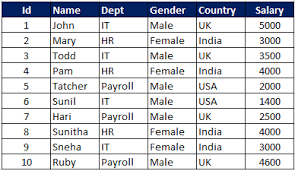 Id Name Dept Gender Country Salary
1 John IT Male UK 5000
2 Mary HR Female India 3000
3 Todd IT Male UK 3500
4 Pam HR Female India 4000
5 Tatcher Payroll Male USA 2000
6 Sunil IT Male USA 1400
7 Hari Payroll Male UK 2500
8 Sunitha HR Female India 4000
9 Sneha IT Female India 3000
10 Ruby Payroll Male UK 4600